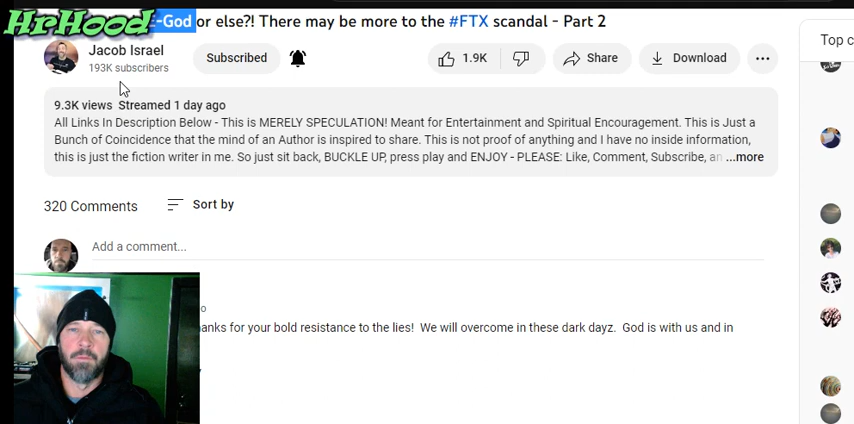 HrHood
-God or else?! There may be more to the #FTX scandal - Part 2
Jacob Israel
193K subscribers
Subscribed
1.9K
Share
Download
Top c
9.3K views Streamed 1 day ago
All Links In Description Below - This is MERELY SPECULATION! Meant for Entertainment and Spiritual Encouragement. This is Just a
Bunch of Coincidence that the mind of an Author is inspired to share. This is not proof of anything and I have no inside information,
this is just the fiction writer in me. So just sit back, BUCKLE UP, press play and ENJOY - PLEASE: Like, Comment, Subscribe, an ...more
320 Comments
Sort by
Add a comment...
for your bold resistance to the lies! We will overcome in these dark dayz. God is with us and in